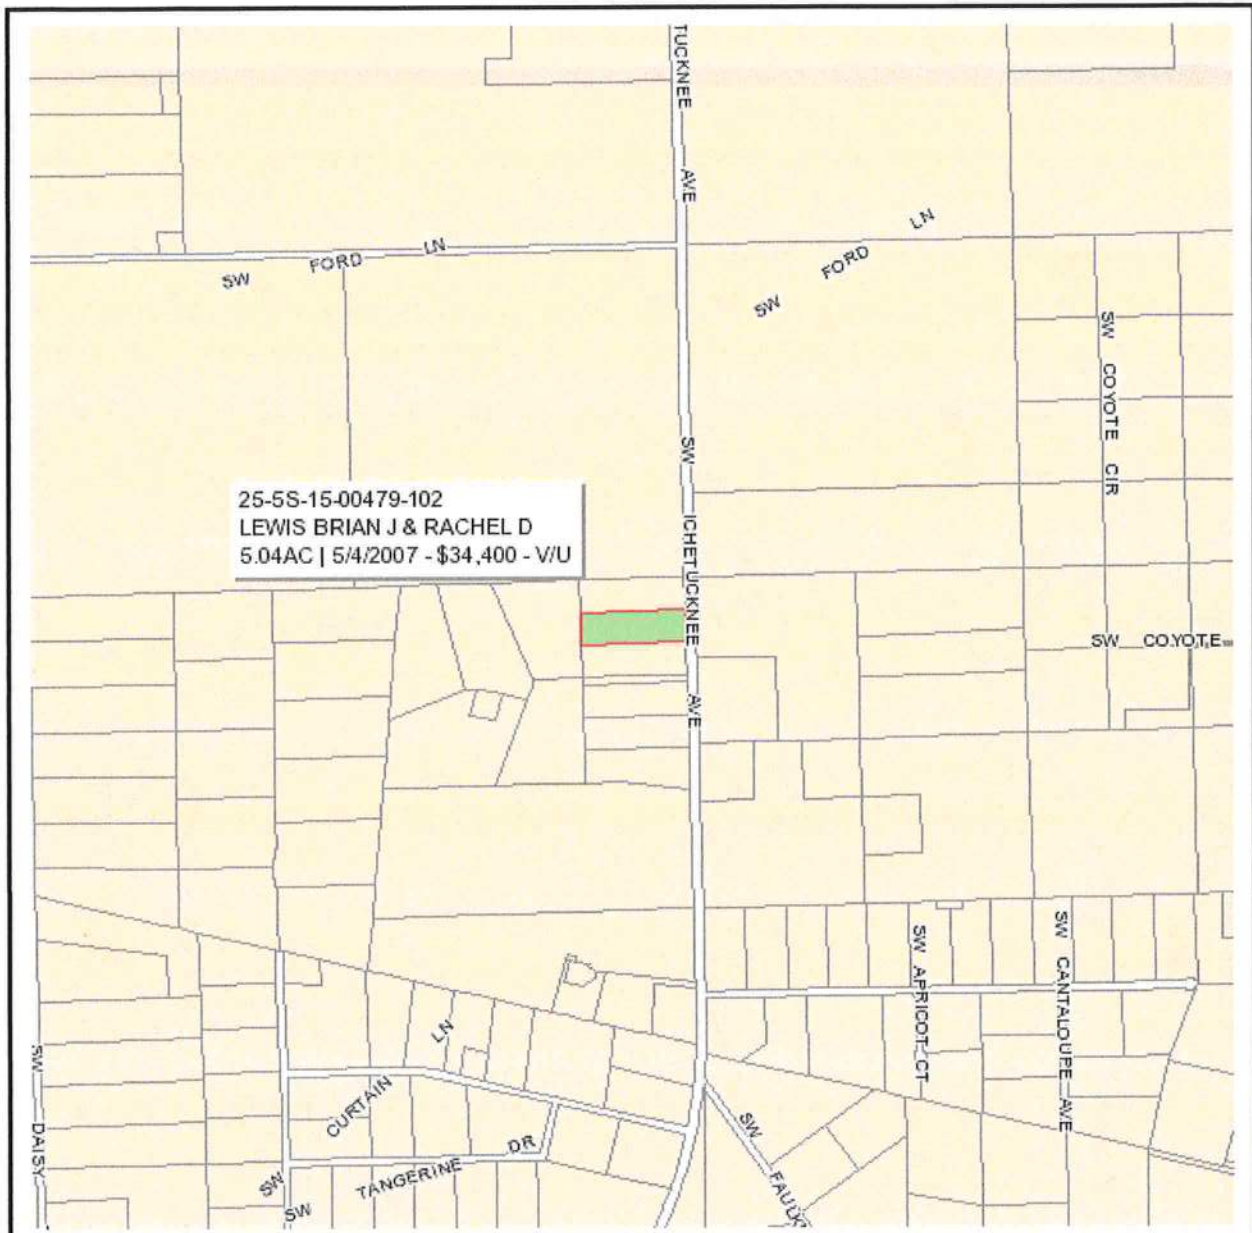 TUCKNEE AVE
SW FORD LN
SW FORD LN
SW COYOTE CIR
SW ICHETUCKNEE AVE
25-5S-15-00479-102
LEWIS BRIAN J & RACHEL D
5.04AC | 5/4/2007 - $34,400 - V/U
SW COYOTE
SW APRICOT CT
SW CANTALOUPE AVE
SW DAISY
CURTAIN LN
SW
TANGERINE DR
SW
SW FAULK